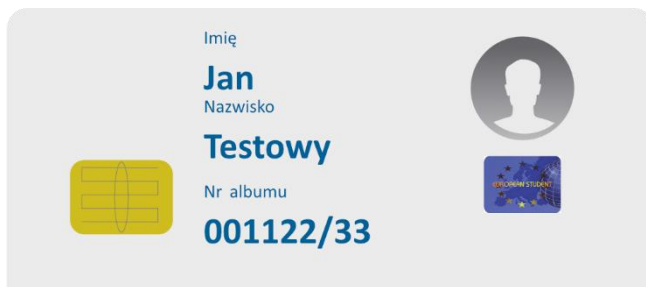 Imię
Jan
Nazwisko
Testowy
Nr albumu
001122/33
EUROPEAN STUDENT